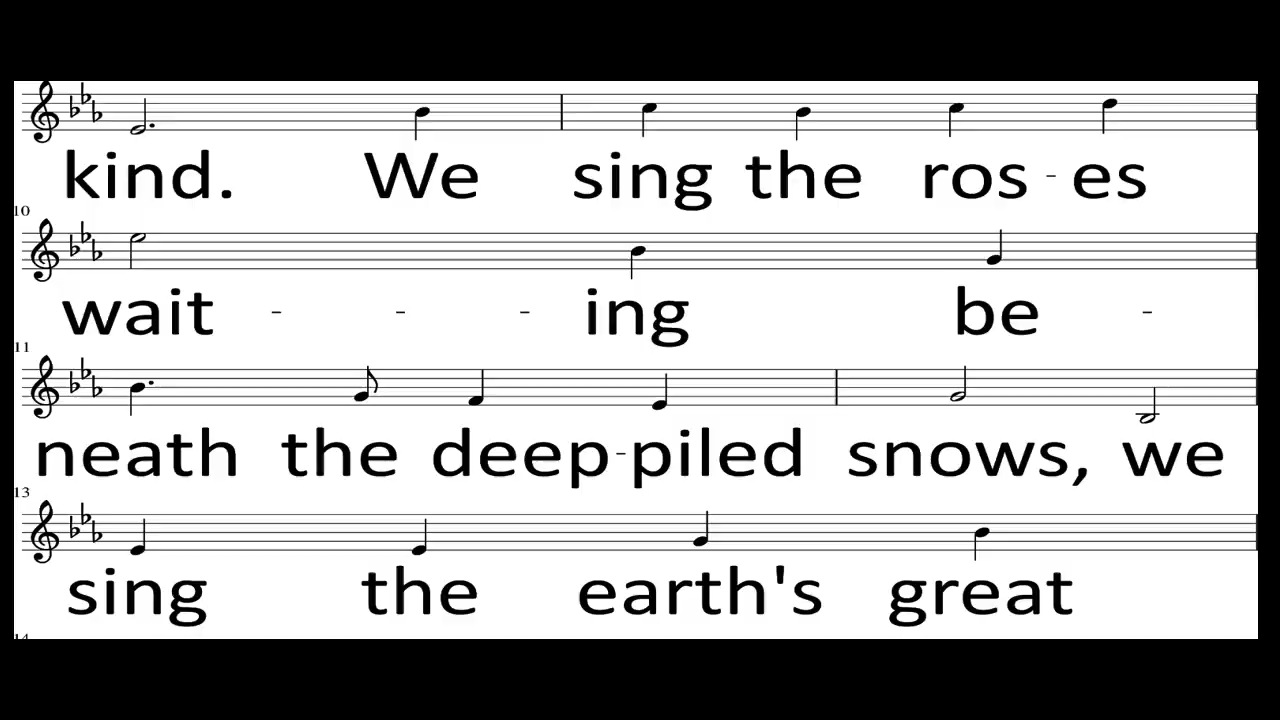 kind. We sing the ros - es
10
wait - - - ing be -
11
neath the deep - piled snows, we
13
sing the earth's great
14